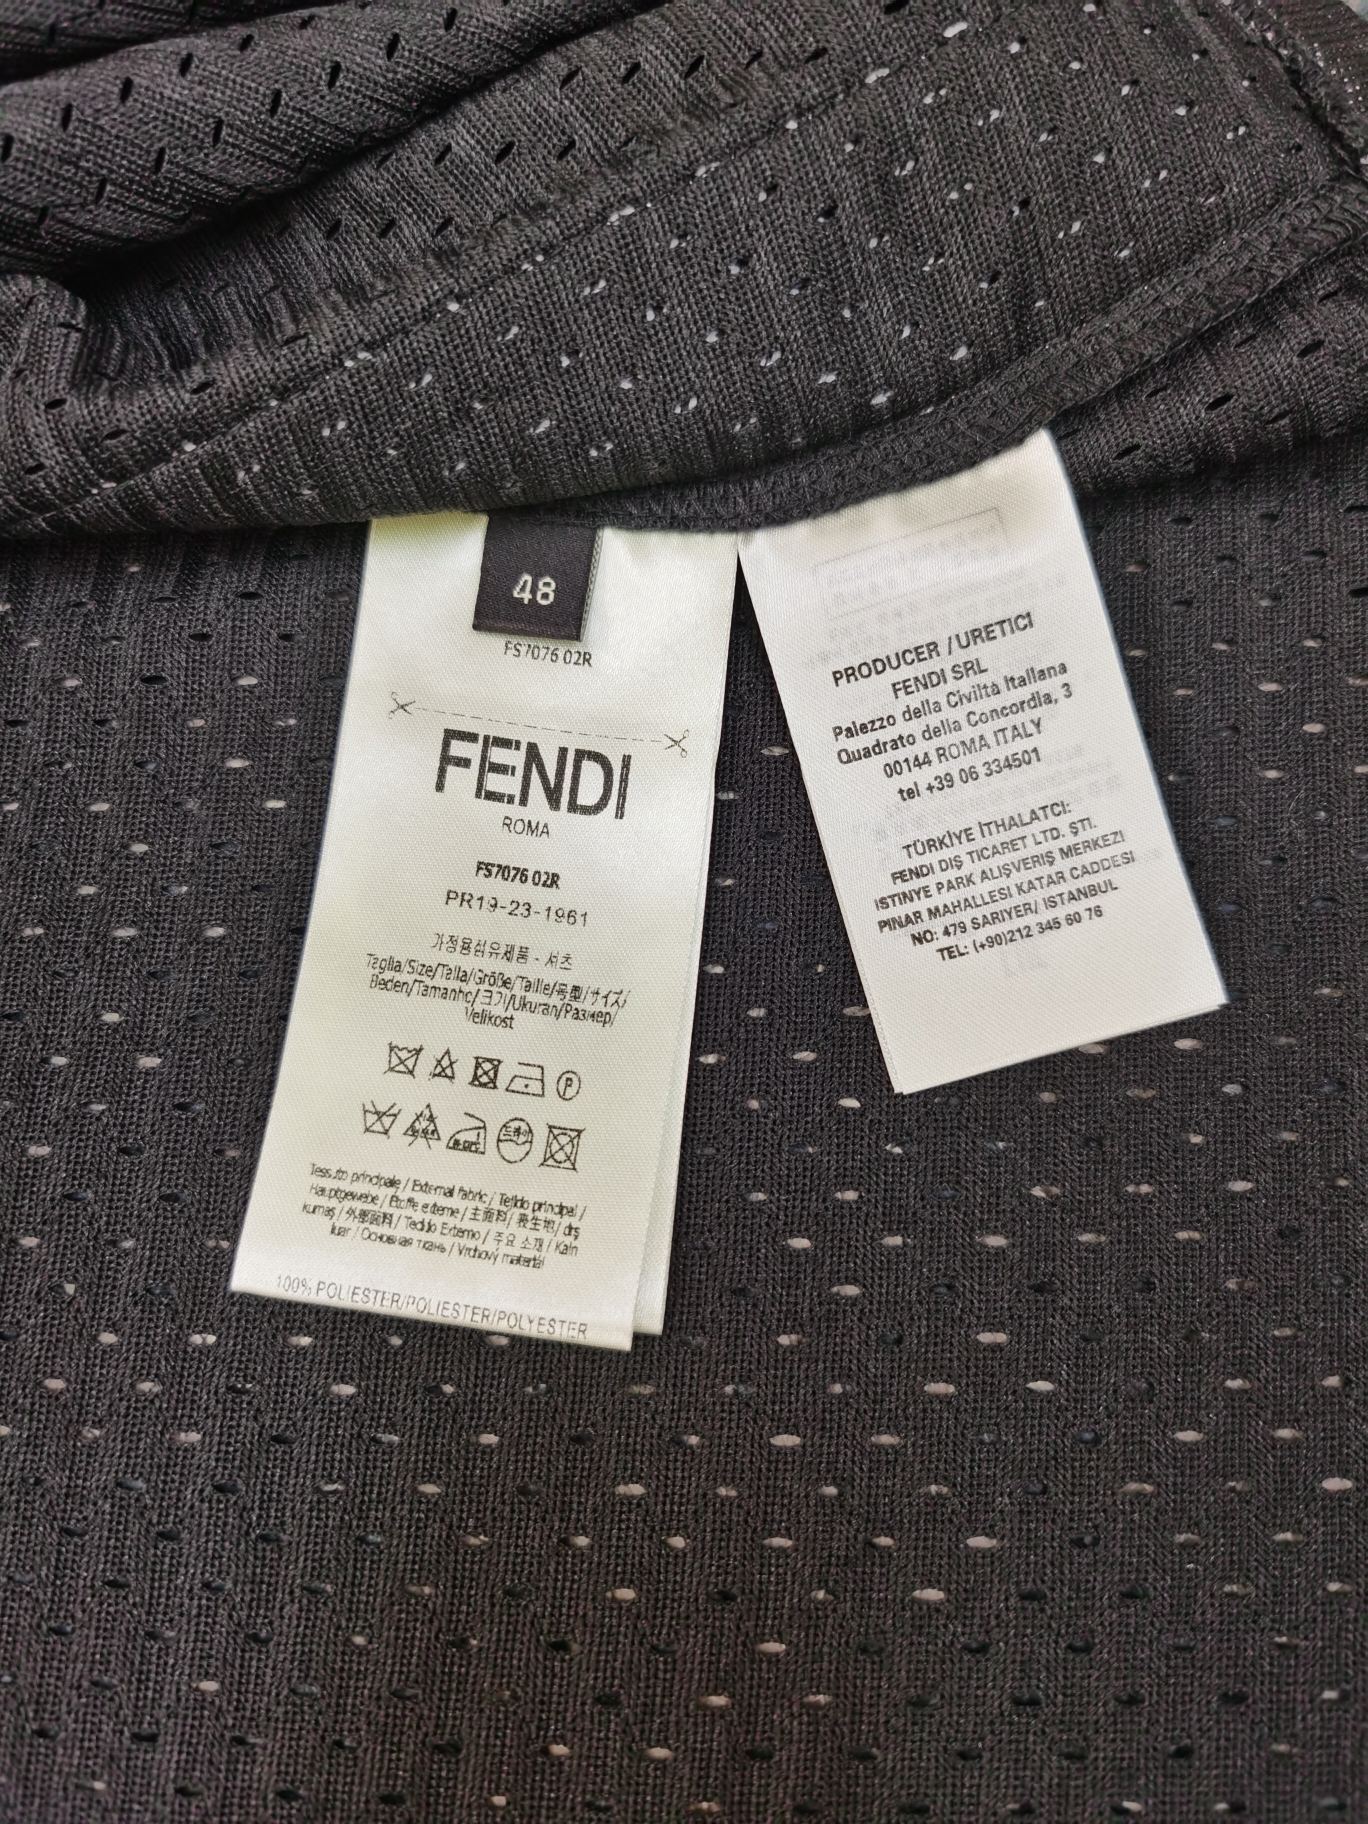 48
FS7076 02R
FENDI
ROMA
FS7076 02R
PR19-23-1961
가정용섬유제품 - 셔츠
Taglia/Size/Talla/Größe/Taille/号型/サイズ/
Beden/Tamanho/크기/Ukuran/Размер/
Velikost
드라이
Tessuto principale / External fabric / Tejido principal /
Hauptgewebe / Étoffe externe / 主面料 / 表生地 / dış
kumaş / 外部面料 / Tecido Externo / 주요 소재 / Kain
luar / Основная ткань / Vrchový materiál
100% POLIESTER/POLIESTER/POLYESTER
PRODUCER / URETICI
FENDI SRL
Palezzo della Civiltà Italiana
Quadrato della Concordia, 3
00144 ROMA ITALY
tel +39 06 334501
TÜRKİYE İTHALATCI:
FENDI DIŞ TICARET LTD. ŞTI.
ISTINYE PARK ALIŞVERIŞ MERKEZI
PINAR MAHALLESI KATAR CADDESI
NO: 479 SARIYER/ ISTANBUL
TEL: (+90)212 345 60 76